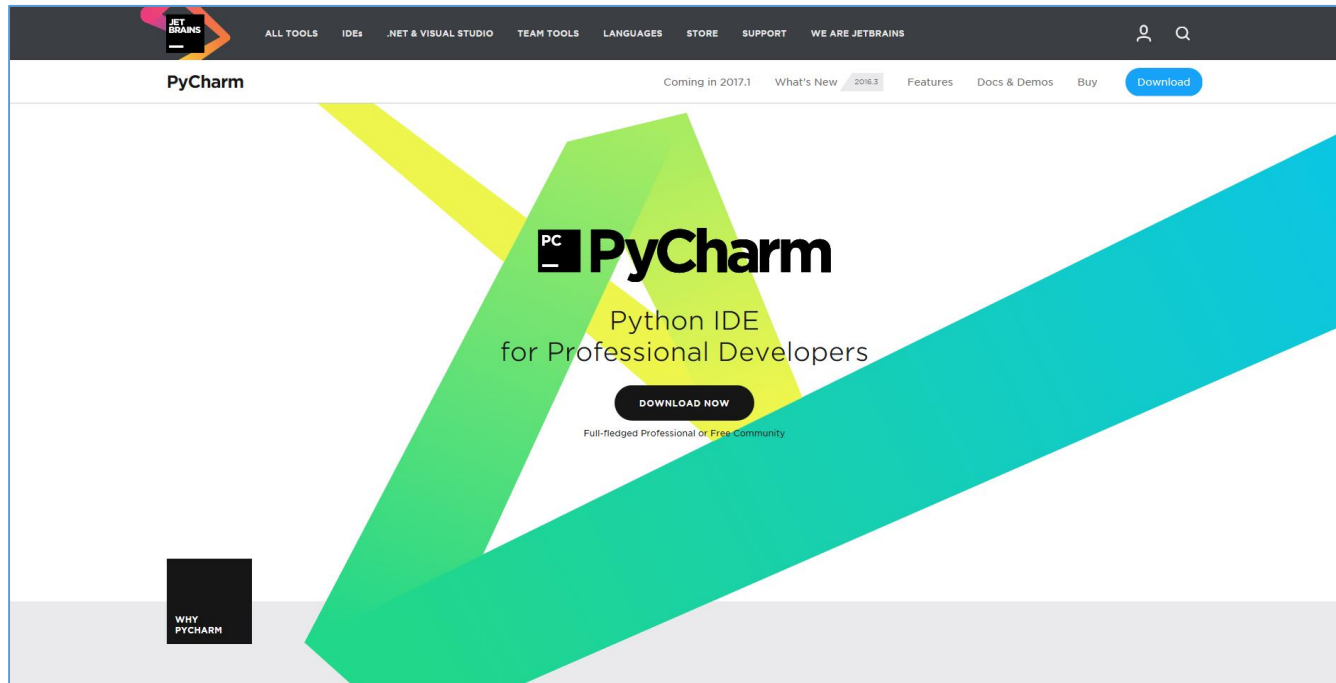 JET
BRAINS
ALL TOOLS IDEs .NET & VISUAL STUDIO TEAM TOOLS LANGUAGES STORE SUPPORT WE ARE JETBRAINS
PyCharm Coming in 2017.1 What's New 2016.3 Features Docs & Demos Buy Download
PC PyCharm
Python IDE
for Professional Developers
DOWNLOAD NOW
Full-fledged Professional or Free Community
WHY
PYCHARM